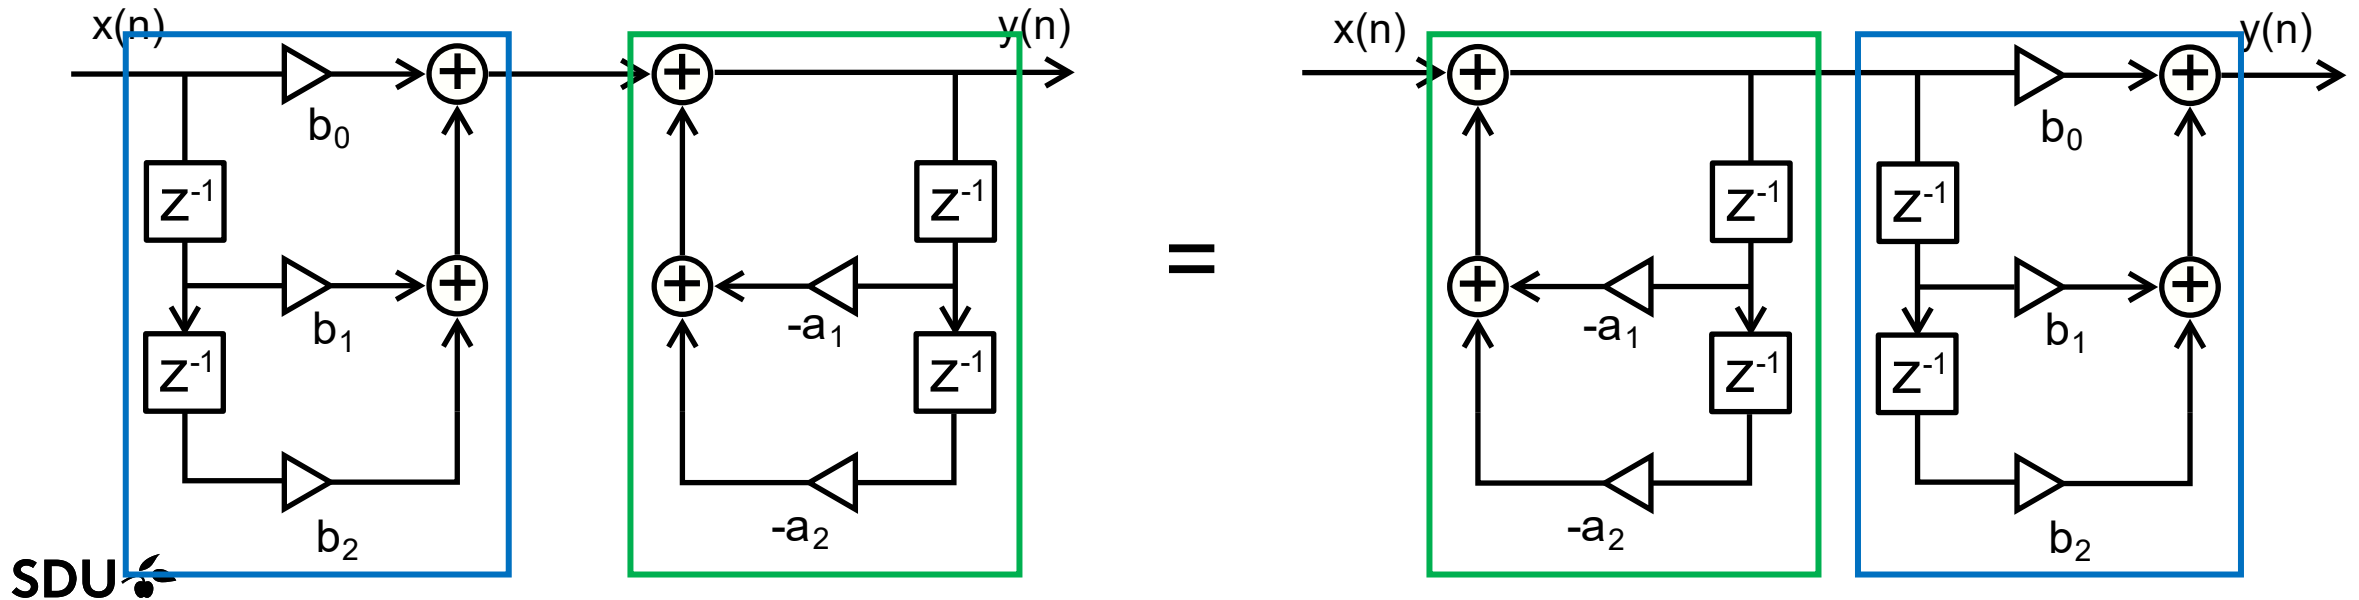 x(n) y(n) x(n) y(n)
+ + + +
b₀ b₀
z⁻¹ z⁻¹ = z⁻¹ z⁻¹
+ + + +
b₁ -a₁ -a₁ b₁
z⁻¹ z⁻¹ z⁻¹ z⁻¹
b₂ -a₂ -a₂ b₂
SDU